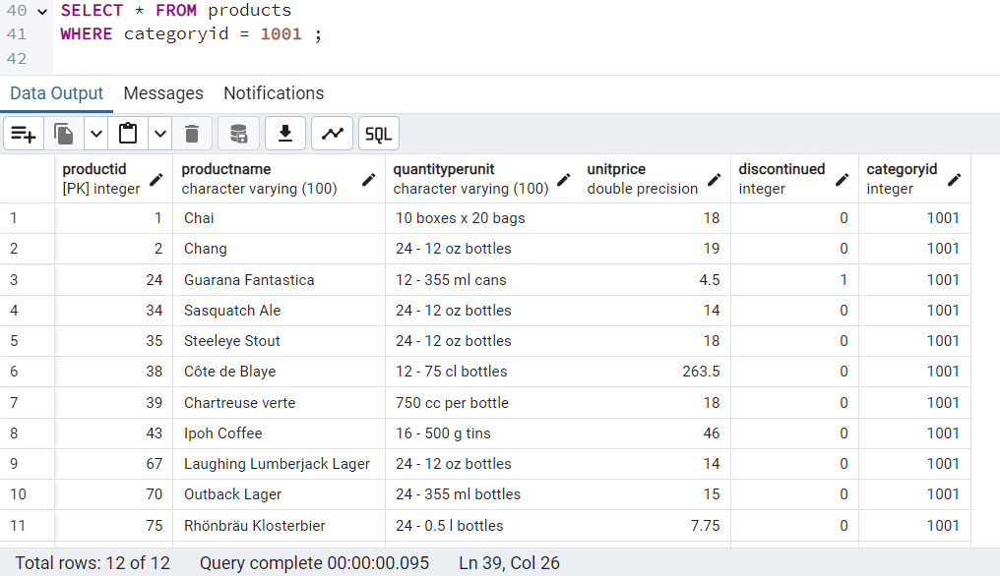 40 SELECT * FROM products
41 WHERE categoryid = 1001 ;
42
Data Output Messages Notifications
SQL
productid productname quantityperunit unitprice discontinued categoryid
[PK] integer character varying (100) character varying (100) double precision integer integer
1 1 Chai 10 boxes x 20 bags 18 0 1001
2 2 Chang 24 - 12 oz bottles 19 0 1001
3 24 Guarana Fantastica 12 - 355 ml cans 4.5 1 1001
4 34 Sasquatch Ale 24 - 12 oz bottles 14 0 1001
5 35 Steeleye Stout 24 - 12 oz bottles 18 0 1001
6 38 Côte de Blaye 12 - 75 cl bottles 263.5 0 1001
7 39 Chartreuse verte 750 cc per bottle 18 0 1001
8 43 Ipoh Coffee 16 - 500 g tins 46 0 1001
9 67 Laughing Lumberjack Lager 24 - 12 oz bottles 14 0 1001
10 70 Outback Lager 24 - 355 ml bottles 15 0 1001
11 75 Rhönbräu Klosterbier 24 - 0.5 l bottles 7.75 0 1001
Total rows: 12 of 12 Query complete 00:00:00.095 Ln 39, Col 26